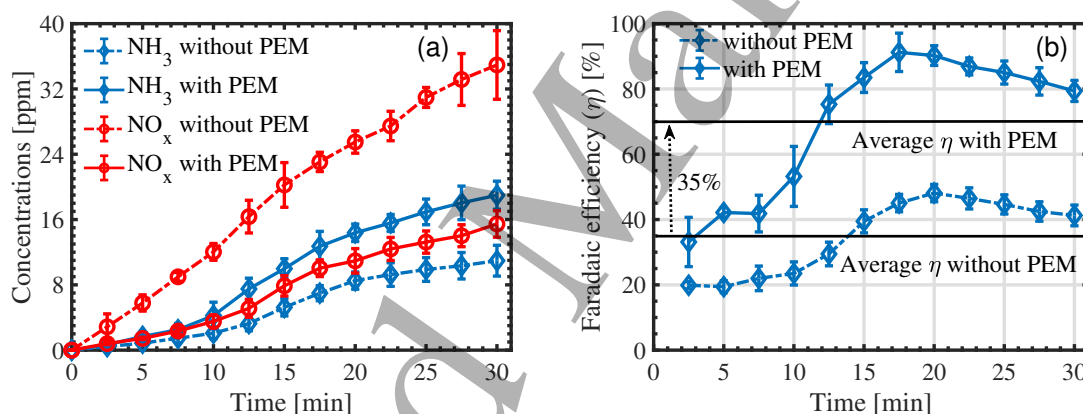 Concentrations [ppm]
40
32
24
16
8
0
NH3 without PEM
NH3 with PEM
NOx without PEM
NOx with PEM
(a)
0 5 10 15 20 25 30
Time [min]
Faradaic efficiency (η) [%]
100
80
60
40
20
0
without PEM
with PEM
(b)
Average η with PEM
35%
Average η without PEM
0 5 10 15 20 25 30
Time [min]
d Ma